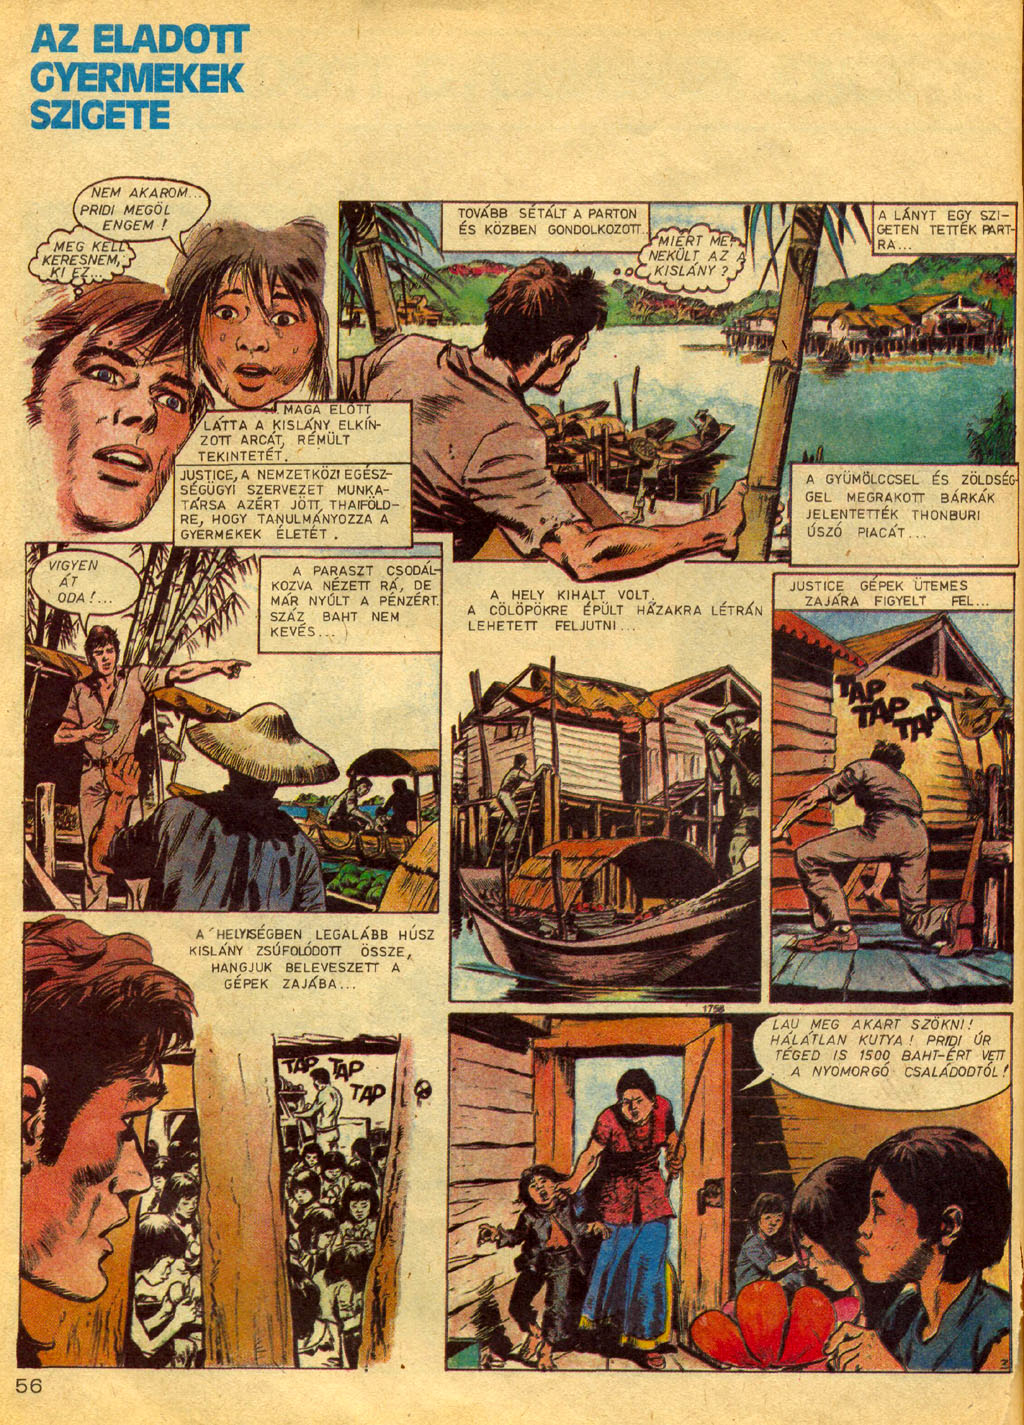 AZ ELADOTT
GYERMEKEK
SZIGETE
NEM AKAROM...
PRIDI MEGÖL
ENGEM !
MEG KELL
KERESNEM,
KI EZ...
... MAGA ELŐTT
LÁTTA A KISLÁNY ELKÍN-
ZOTT ARCÁT, RÉMÜLT
TEKINTETÉT.
JUSTICE, A NEMZETKÖZI EGÉSZ-
SÉGÜGYI SZERVEZET MUNKA-
TÁRSA AZÉRT JÖTT THAIFÖLD-
RE, HOGY TANULMÁNYOZZA A
GYERMEKEK ÉLETÉT .
TOVÁBB SÉTÁLT A PARTON
ÉS KÖZBEN GONDOLKOZOTT...
MIÉRT ME-
NEKÜLT AZ A
KISLÁNY ?
A LÁNYT EGY SZI-
GETEN TETTÉK PART-
RA...
A GYÜMÖLCCSEL ÉS ZÖLDSÉG-
GEL MEGRAKOTT BÁRKÁK
JELENTETTÉK THONBURI
ÚSZÓ PIACÁT...
VIGYEN
ÁT
ODA !...
A PARASZT CSODÁL-
KOZVA NÉZETT RÁ, DE
MÁR NYÚLT A PÉNZÉRT.
SZÁZ BAHT NEM
KEVÉS...
A HELY KIHALT VOLT.
A CÖLÖPÖKRE ÉPÜLT HÁZAKRA LÉTRÁN
LEHETETT FELJUTNI...
JUSTICE GÉPEK ÜTEMES
ZAJÁRA FIGYELT FEL...
TAP
TAP
TAP
A HELYISÉGBEN LEGALÁBB HÚSZ
KISLÁNY ZSÚFOLÓDOTT ÖSSZE,
HANGJUK BELEVESZETT A
GÉPEK ZAJÁBA...
TAP
TAP
TAP
1758
LAU MEG AKART SZÖKNI !
HÁLÁTLAN KUTYA ! PRIDI ÚR
TÉGED IS 1500 BAHT-ÉRT VETT
A NYOMORGÓ CSALÁDODTÓL !
2
56